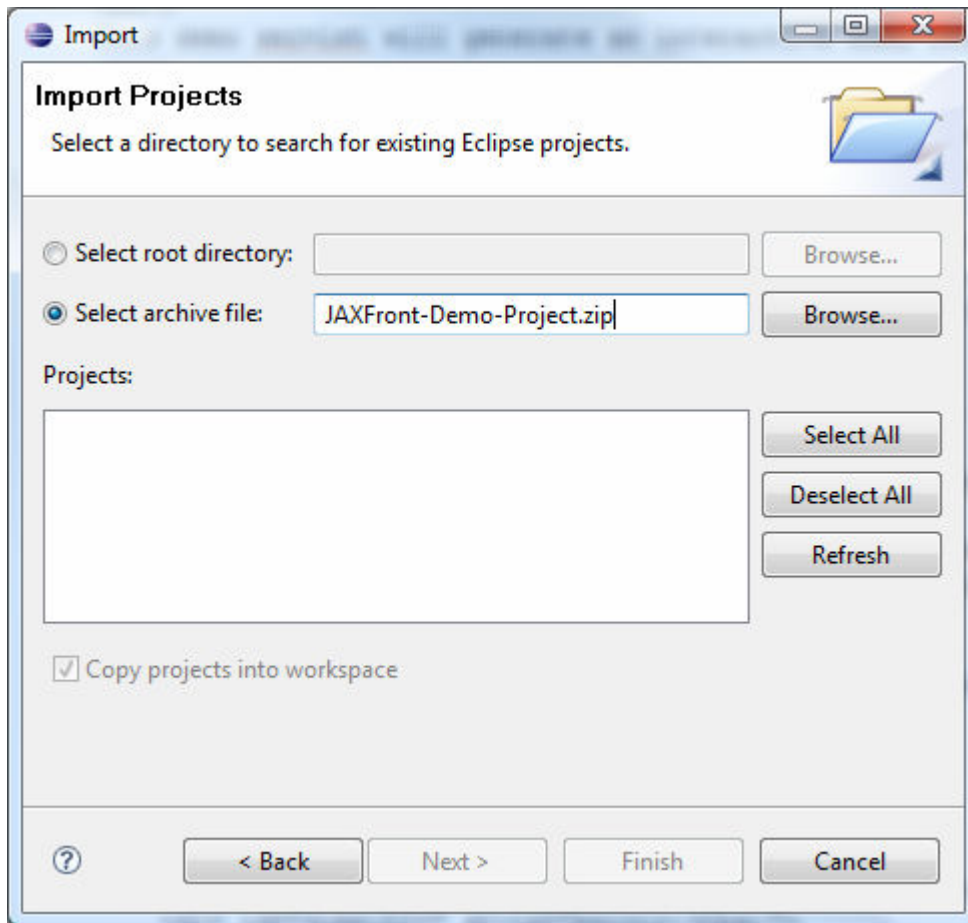 Import
Import Projects
Select a directory to search for existing Eclipse projects.
Select root directory: Browse...
Select archive file: JAXFront-Demo-Project.zip Browse...
Projects:
Select All
Deselect All
Refresh
Copy projects into workspace
< Back Next > Finish Cancel